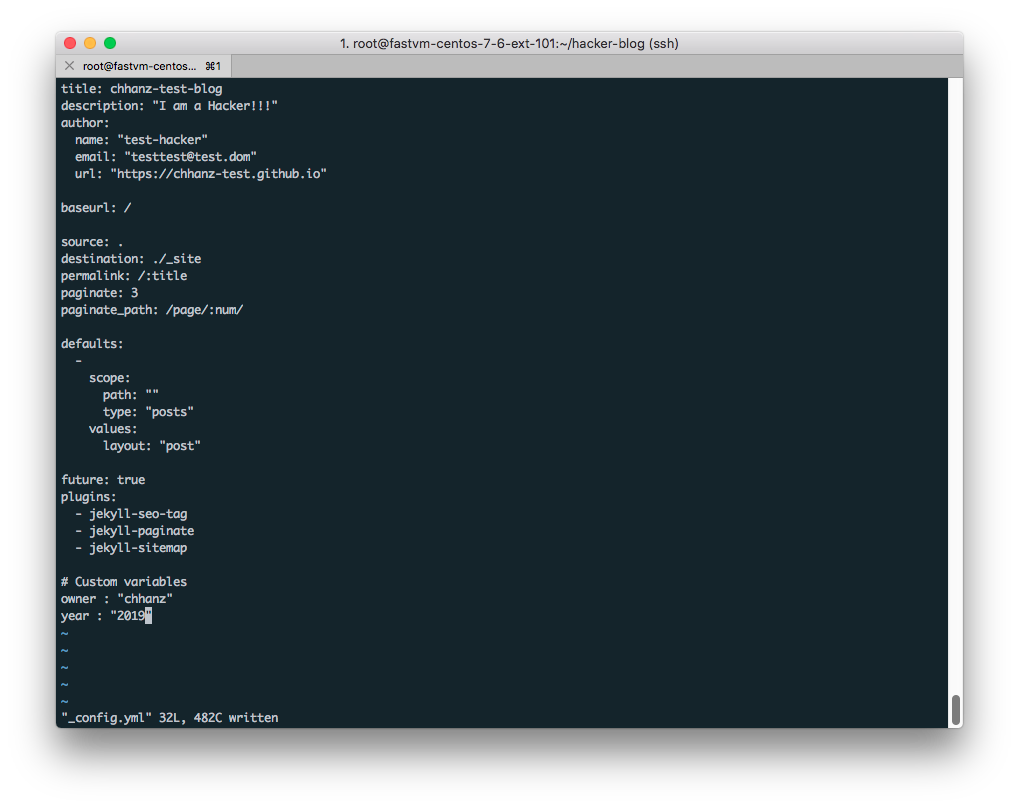 1. root@fastvm-centos-7-6-ext-101:~/hacker-blog (ssh)
root@fastvm-centos... ⌘1
title: chhanz-test-blog
description: "I am a Hacker!!!"
author:
  name: "test-hacker"
  email: "testtest@test.dom"
  url: "https://chhanz-test.github.io"

baseurl: /

source: .
destination: ./_site
permalink: /:title
paginate: 3
paginate_path: /page/:num/

defaults:
  -
    scope:
      path: ""
      type: "posts"
    values:
      layout: "post"

future: true
plugins:
  - jekyll-seo-tag
  - jekyll-paginate
  - jekyll-sitemap

# Custom variables
owner : "chhanz"
year : "2019"
~
~
~
~
~
"_config.yml" 32L, 482C written